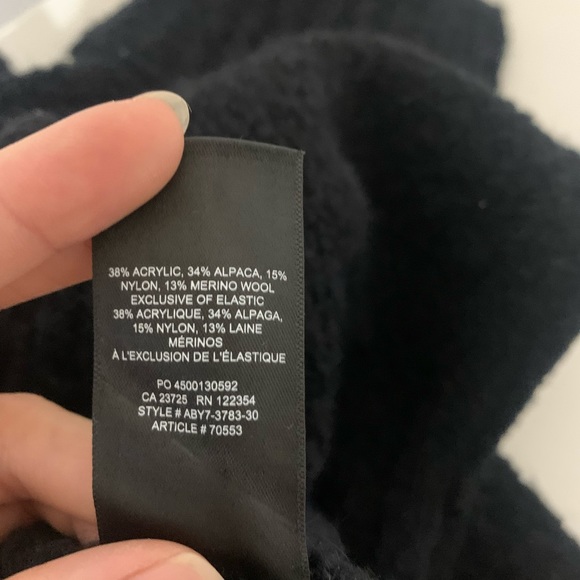 38% ACRYLIC, 34% ALPACA, 15%
NYLON, 13% MERINO WOOL
EXCLUSIVE OF ELASTIC
38% ACRYLIQUE, 34% ALPAGA,
15% NYLON, 13% LAINE
MÉRINOS
À L'EXCLUSION DE L'ÉLASTIQUE
PO 4500130592
CA 23725 RN 122354
STYLE # ABY7-3783-30
ARTICLE # 70553